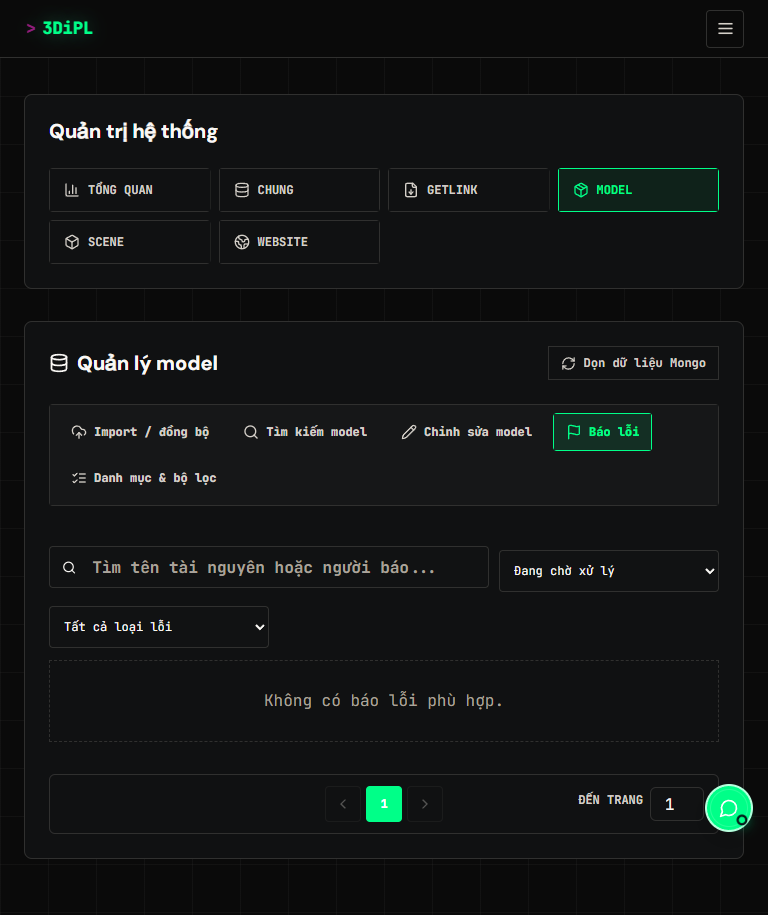 > 3DiPL
Quản trị hệ thống
TỔNG QUAN
CHUNG
GETLINK
MODEL
SCENE
WEBSITE
Quản lý model
Dọn dữ liệu Mongo
Import / đồng bộ
Tìm kiếm model
Chỉnh sửa model
Báo lỗi
Danh mục & bộ lọc
Tìm tên tài nguyên hoặc người báo...
Đang chờ xử lý
Tất cả loại lỗi
Không có báo lỗi phù hợp.
1
ĐẾN TRANG
1